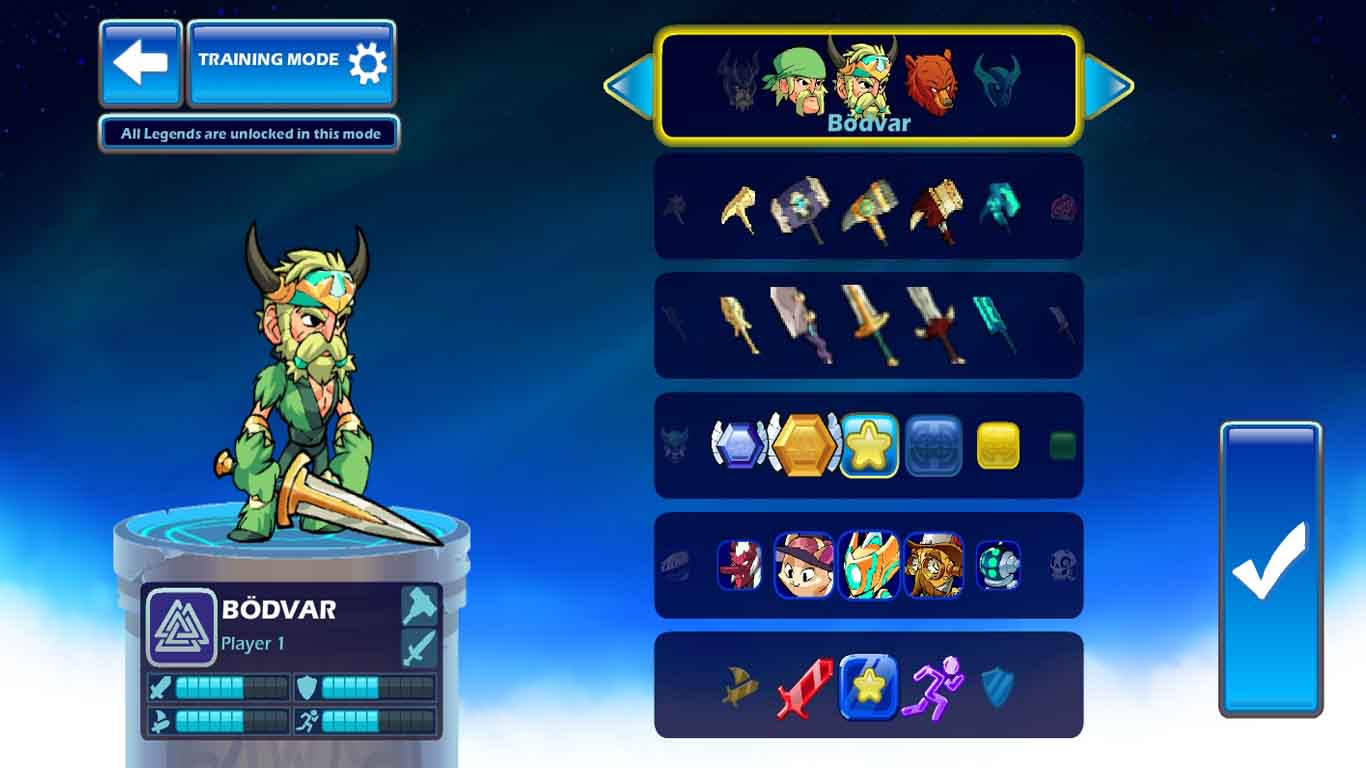 TRAINING MODE
All Legends are unlocked in this mode
Bödvar
BÖDVAR
Player 1